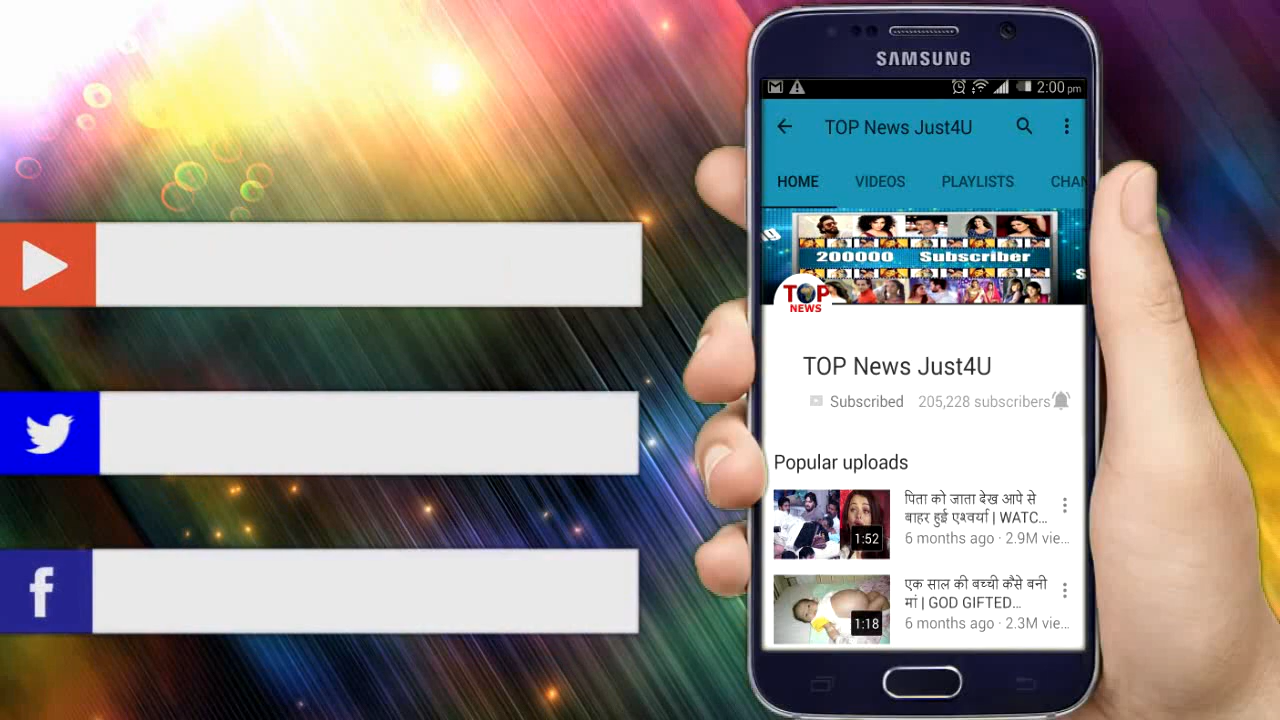 SAMSUNG
2:00 pm
TOP News Just4U
HOME VIDEOS PLAYLISTS CHAN
200000 Subscriber
TOP
NEWS
TOP News Just4U
Subscribed 205,228 subscribers
Popular uploads
पिता को जाता देख आपे से
बाहर हुई एश्वर्या | WATC...
6 months ago · 2.9M vie...
1:52
एक साल की बच्ची कैसे बनी
मां | GOD GIFTED...
6 months ago · 2.3M vie...
1:18